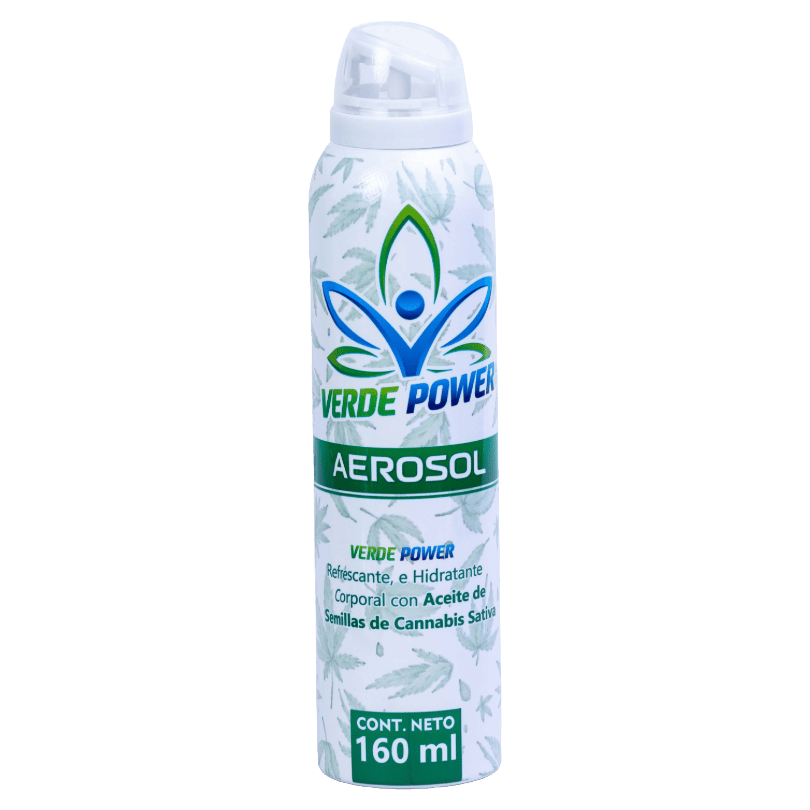 VERDE POWER
AEROSOL
VERDE POWER
Refrescante, e Hidratante
Corporal con Aceite de
Semillas de Cannabis Sativa
CONT. NETO
160 ml